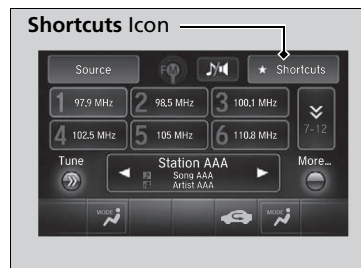 Shortcuts Icon
Source FM ★ Shortcuts
1 97.9 MHz 2 98.5 MHz 3 100.1 MHz
4 102.5 MHz 5 105 MHz 6 110.8 MHz 7-12
Tune Station AAA More...
Song AAA
Artist AAA
MODE MODE